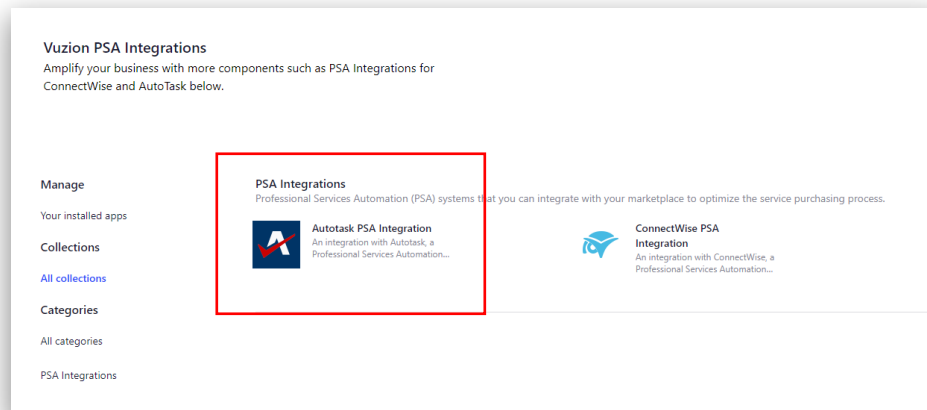 Vuzion PSA Integrations
Amplify your business with more components such as PSA Integrations for
ConnectWise and AutoTask below.
Manage
Your installed apps
Collections
All collections
Categories
All categories
PSA Integrations
PSA Integrations
Professional Services Automation (PSA) systems that you can integrate with your marketplace to optimize the service purchasing process.
Autotask PSA Integration
An integration with Autotask, a
Professional Services Automation...
ConnectWise PSA
Integration
An integration with ConnectWise, a
Professional Services Automation...